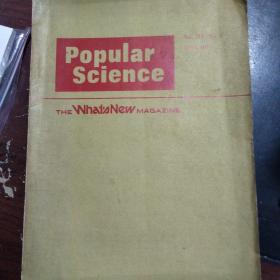 Popular
Science
THE What's New MAGAZINE